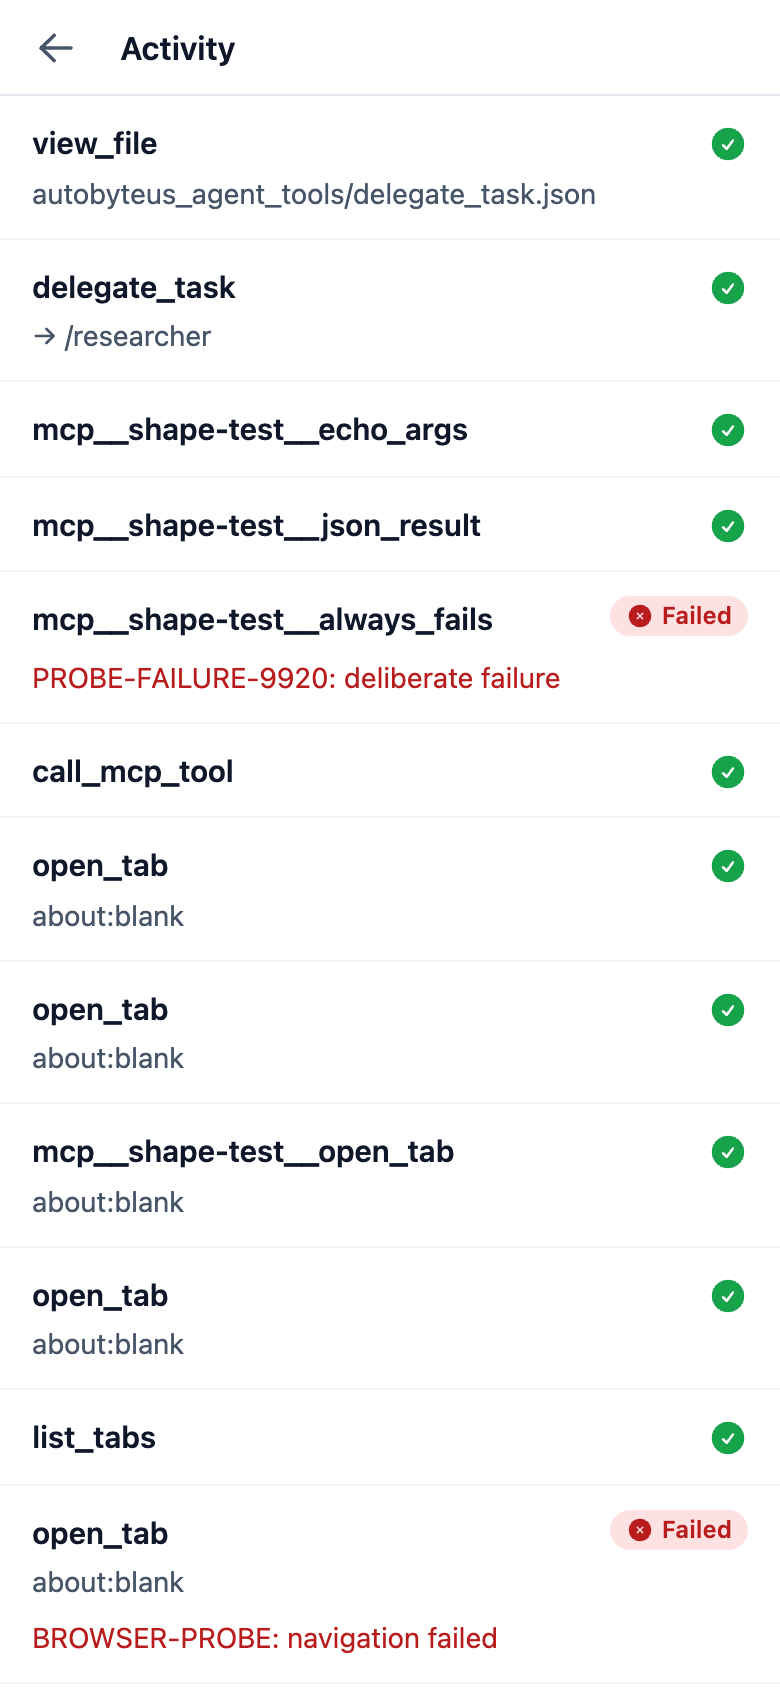 Activity
view_file
autobyteus_agent_tools/delegate_task.json
delegate_task
→ /researcher
mcp__shape-test__echo_args
mcp__shape-test__json_result
mcp__shape-test__always_fails
Failed
PROBE-FAILURE-9920: deliberate failure
call_mcp_tool
open_tab
about:blank
open_tab
about:blank
mcp__shape-test__open_tab
about:blank
open_tab
about:blank
list_tabs
open_tab
Failed
about:blank
BROWSER-PROBE: navigation failed